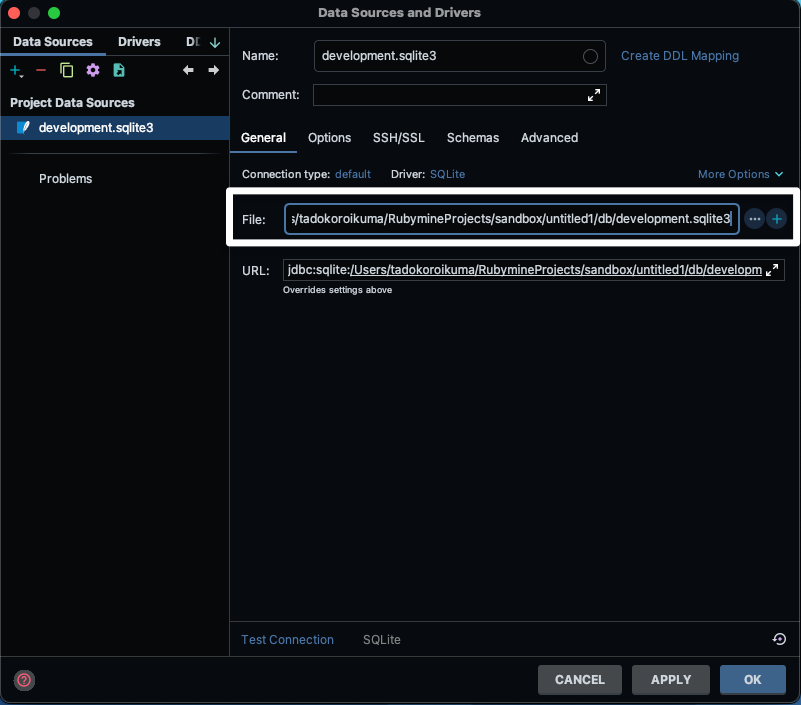 Data Sources and Drivers
Data Sources Drivers
Project Data Sources
development.sqlite3
Problems
Name: development.sqlite3 Create DDL Mapping
Comment:
General Options SSH/SSL Schemas Advanced
Connection type: default Driver: SQLite More Options
File: s/tadokoroikuma/RubymineProjects/sandbox/untitled1/db/development.sqlite3
URL: jdbc:sqlite:/Users/tadokoroikuma/RubymineProjects/sandbox/untitled1/db/developm
Overrides settings above
Test Connection SQLite
CANCEL APPLY OK